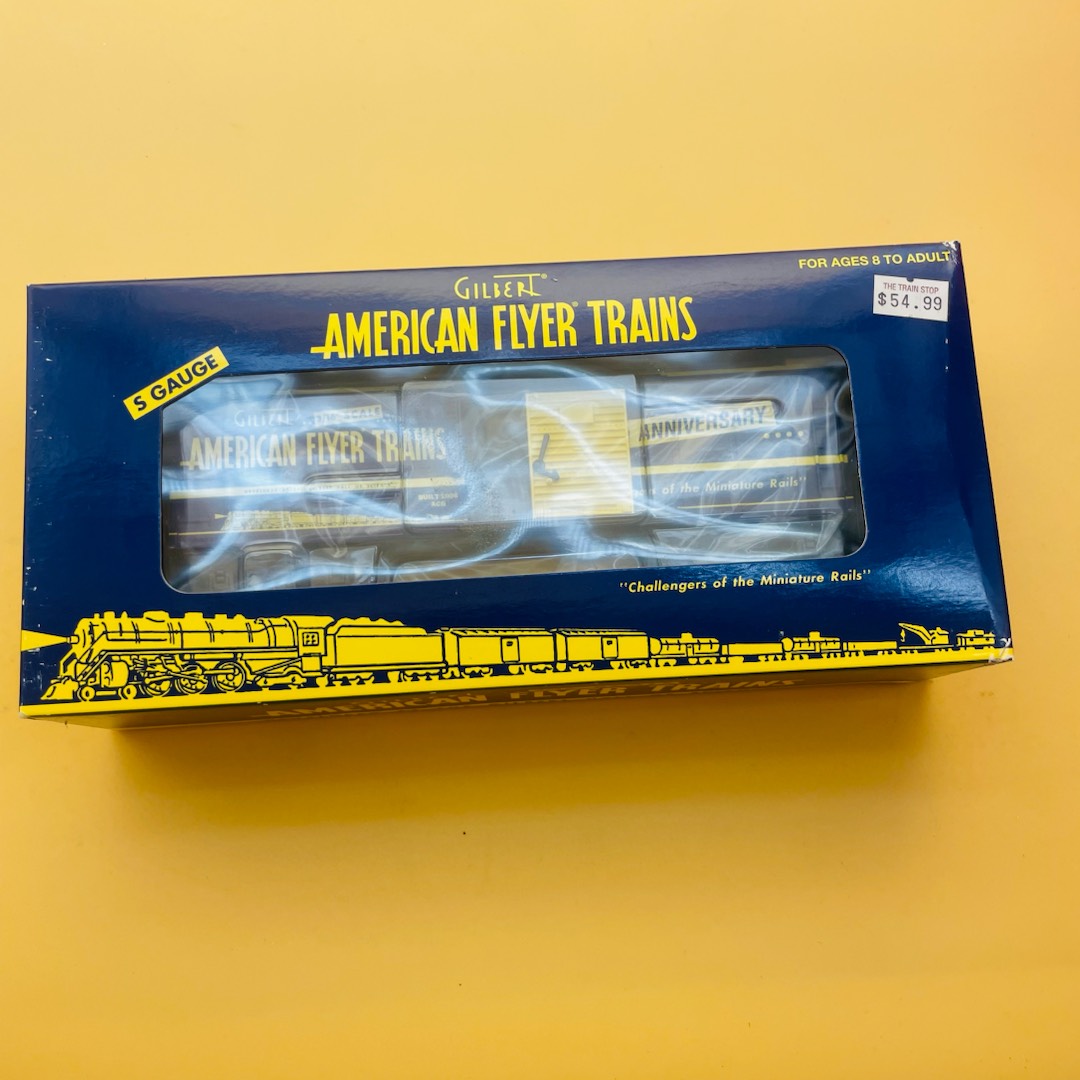 FOR AGES 8 TO ADULT
THE TRAIN STOP
$54.99
GILBERT®
AMERICAN FLYER® TRAINS
S GAUGE
GILBERT
AMERICAN FLYER TRAINS
ANNIVERSARY
of the Miniature Rails"
"Challengers of the Miniature Rails"
AMERICAN FLYER TRAINS